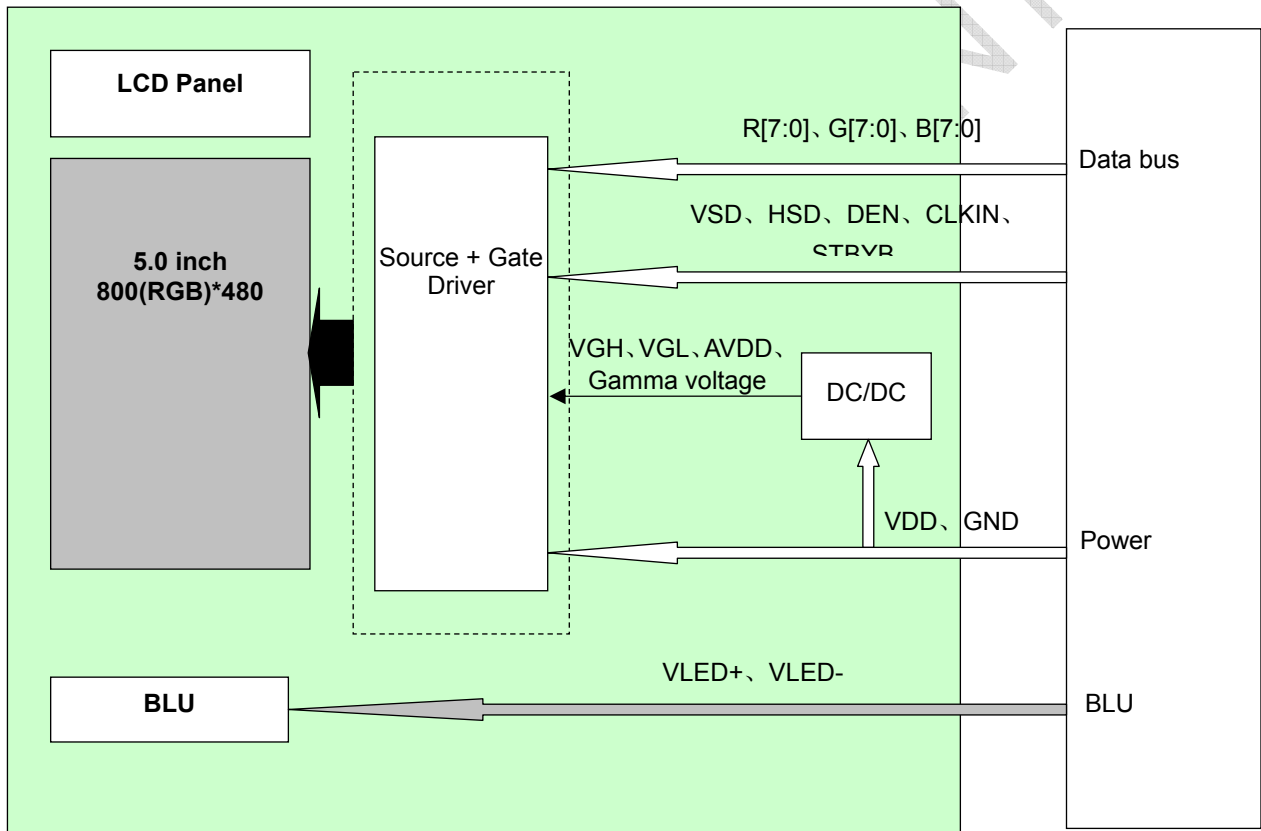 LCD Panel
R[7:0]、G[7:0]、B[7:0]
Data bus
VSD、HSD、DEN、CLKIN、
5.0 inch
800(RGB)*480
Source + Gate
Driver
VGH、VGL、AVDD、
Gamma voltage
DC/DC
VDD、GND
Power
VLED+、VLED-
BLU
BLU